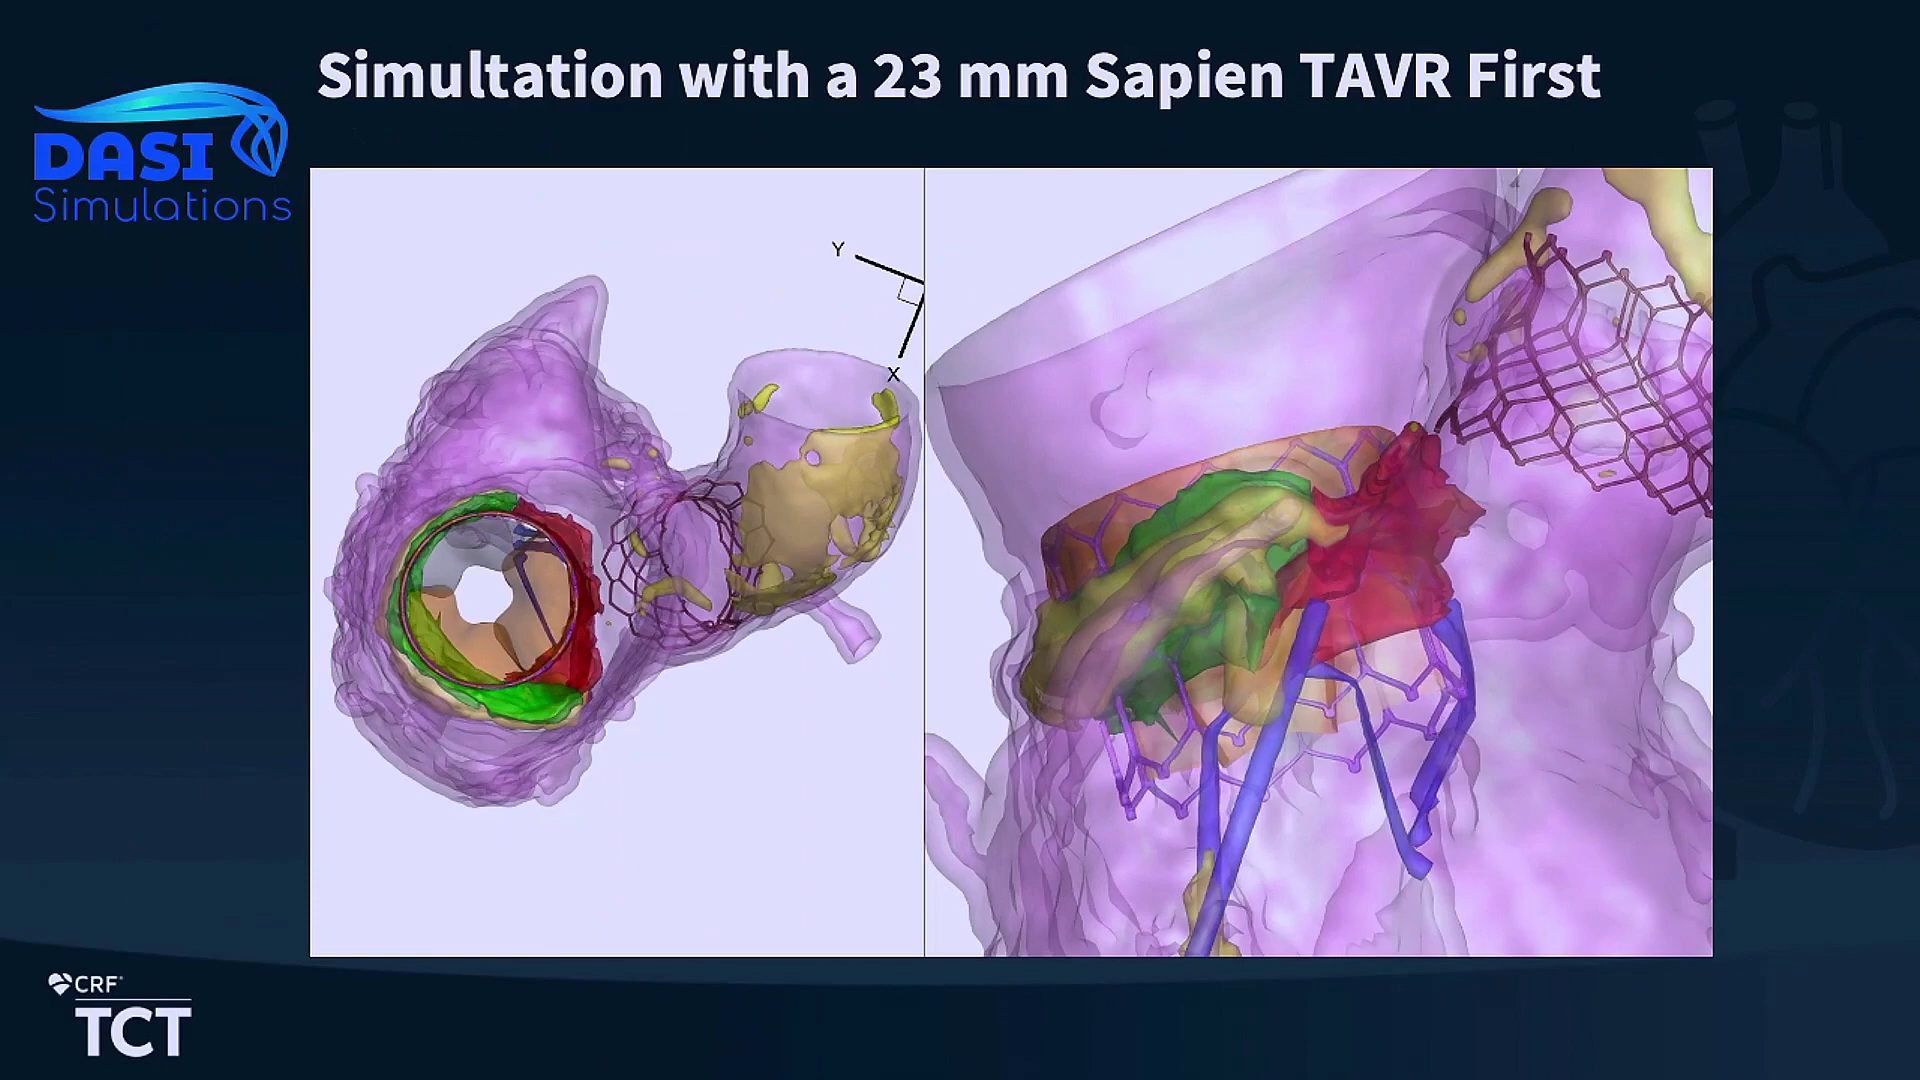 Simultation with a 23 mm Sapien TAVR First
DASI
Simulations
Y
X
CRF
TCT